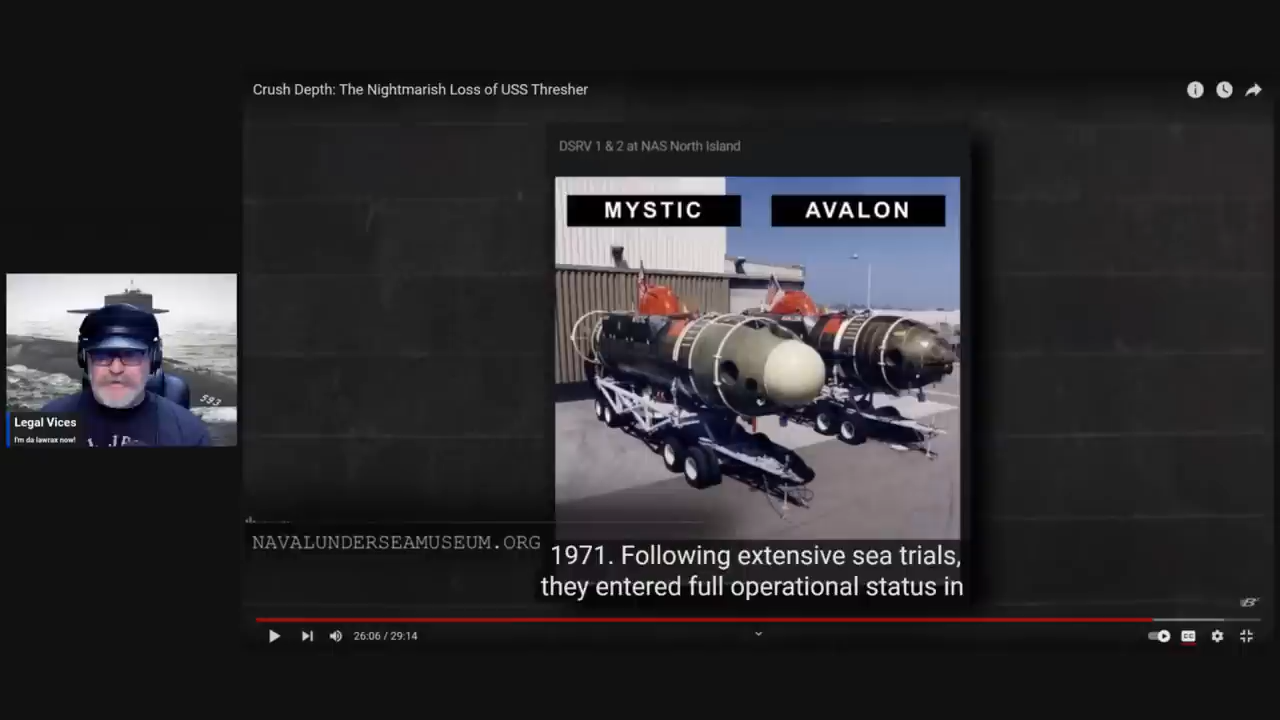 Crush Depth: The Nightmarish Loss of USS Thresher
DSRV 1 & 2 at NAS North Island
MYSTIC
AVALON
593
Legal Vices
I'm da lawrax now!
NAVALUNDERSEAMUSEUM.ORG
1971. Following extensive sea trials,
they entered full operational status in
26:06 / 29:14
CC